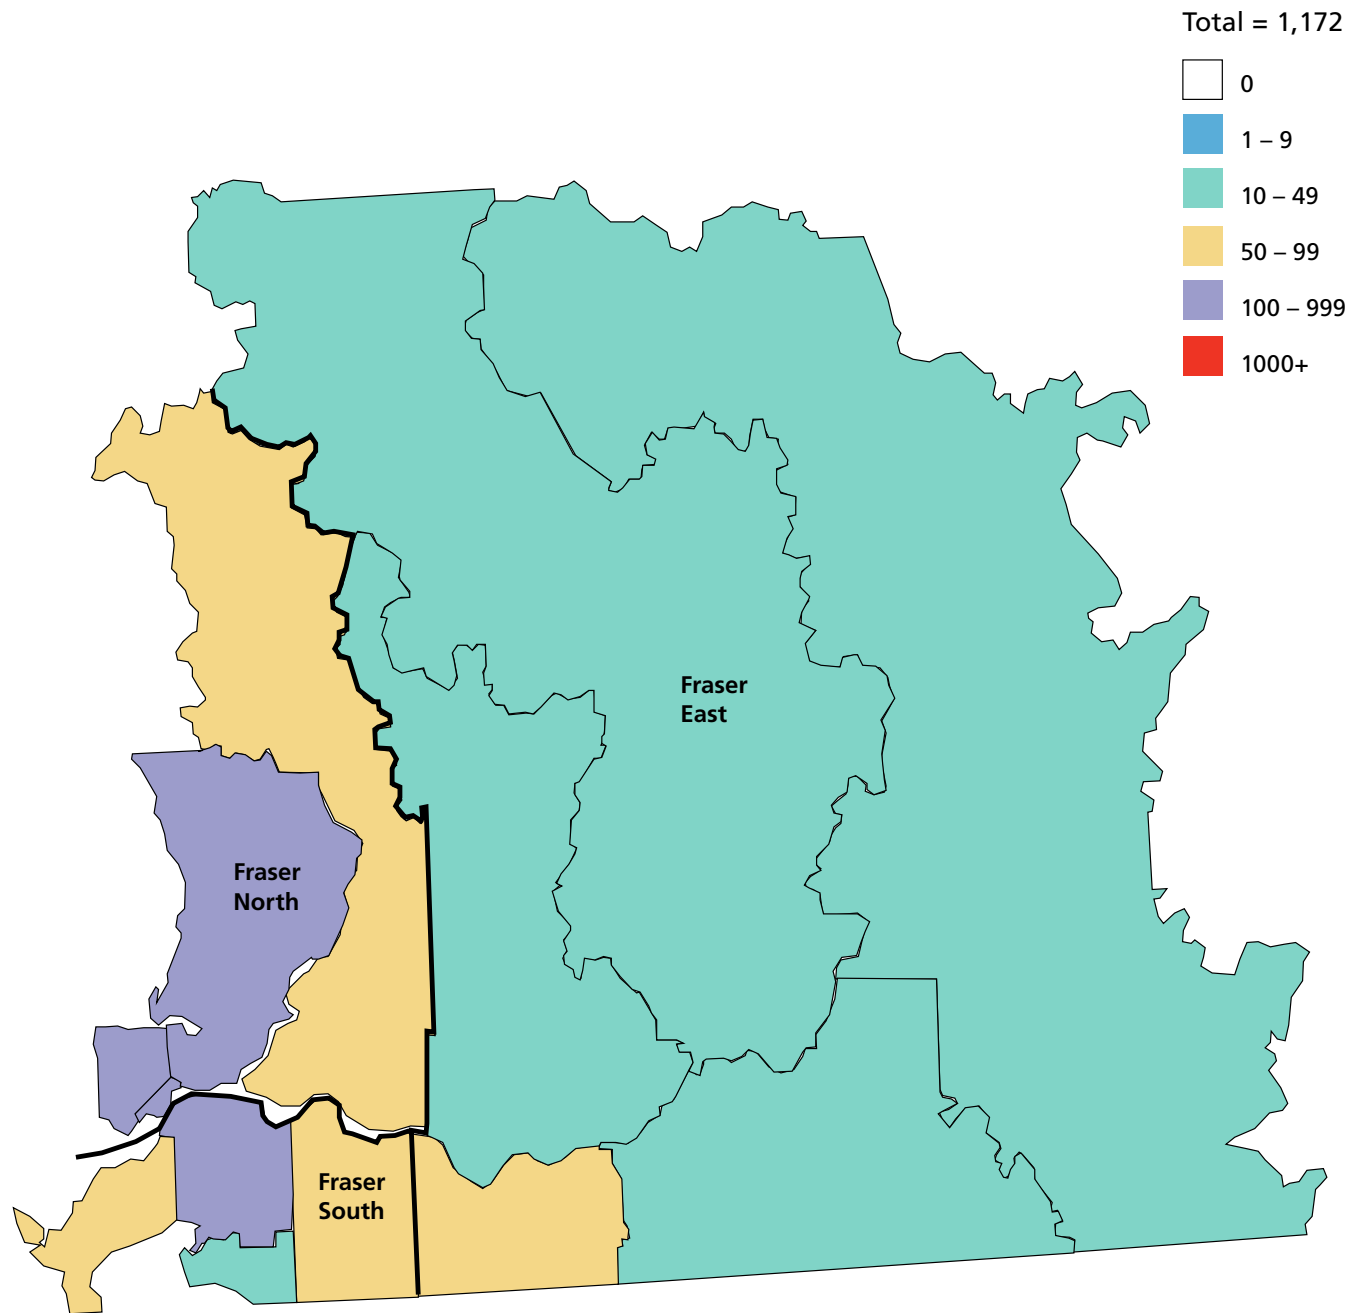 Total = 1,172
0
1 – 9
10 – 49
50 – 99
100 – 999
1000+
Fraser
East
Fraser
North
Fraser
South